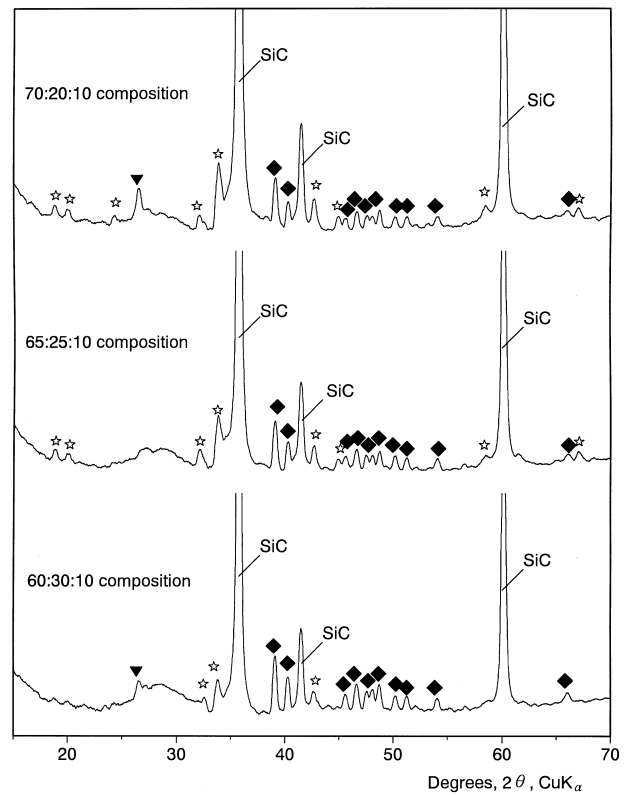 SiC
70:20:10 composition
SiC
SiC
SiC
65:25:10 composition
SiC
SiC
SiC
60:30:10 composition
SiC
SiC
20 30 40 50 60 70
Degrees, 2 θ , CuKα